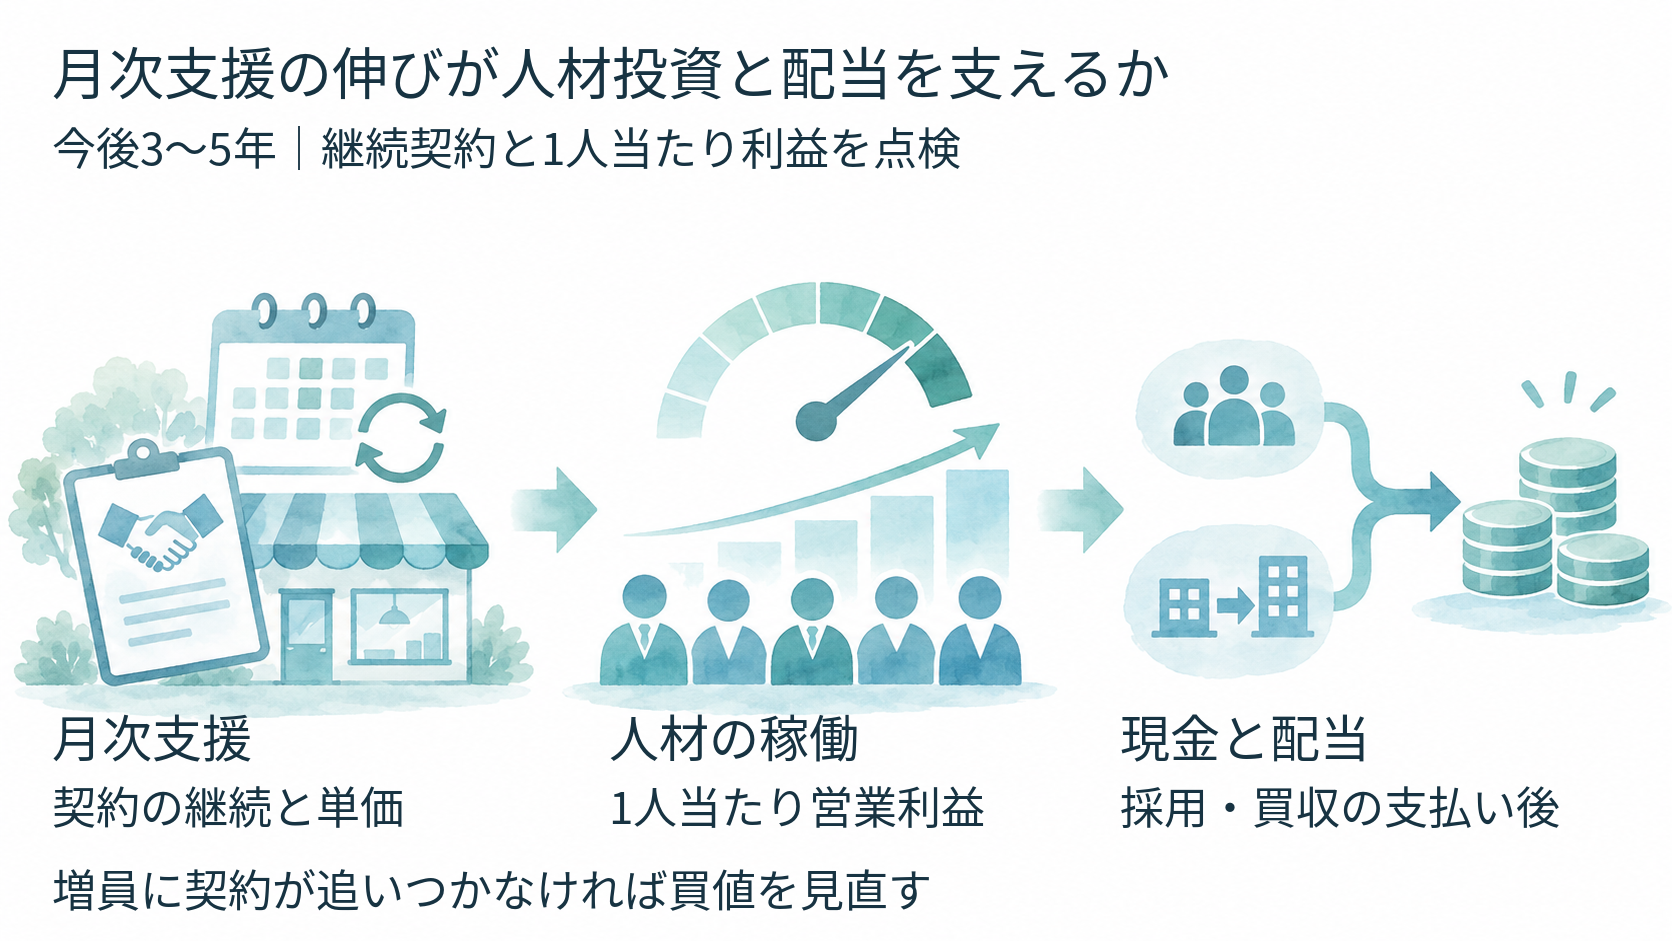 月次支援の伸びが人材投資と配当を支えるか
今後3〜5年｜継続契約と1人当たり利益を点検
月次支援
契約の継続と単価
人材の稼働
1人当たり営業利益
現金と配当
採用・買収の支払い後
増員に契約が追いつかなければ買値を見直す